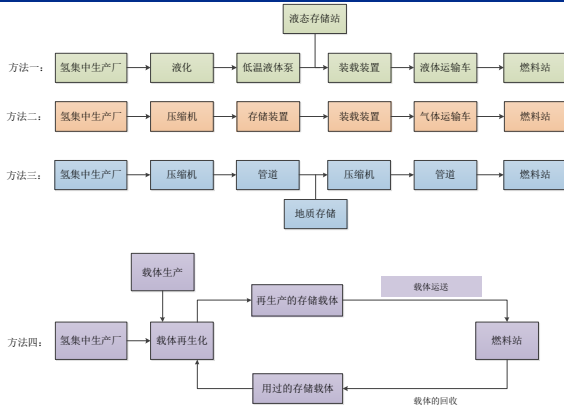 液态存储站
方法一： 氢集中生产厂 液化 低温液体泵 装载装置 液体运输车 燃料站
方法二： 氢集中生产厂 压缩机 存储装置 装载装置 气体运输车 燃料站
方法三： 氢集中生产厂 压缩机 管道 压缩机 管道 燃料站
地质存储
载体生产
再生产的存储载体 载体运送
方法四： 氢集中生产厂 载体再生化 燃料站
用过的存储载体
载体的回收